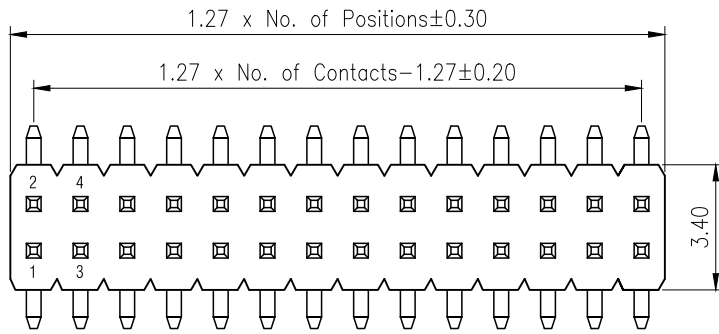 1.27 x No. of Positions±0.30
1.27 x No. of Contacts-1.27±0.20
2 4
3.40
1 3